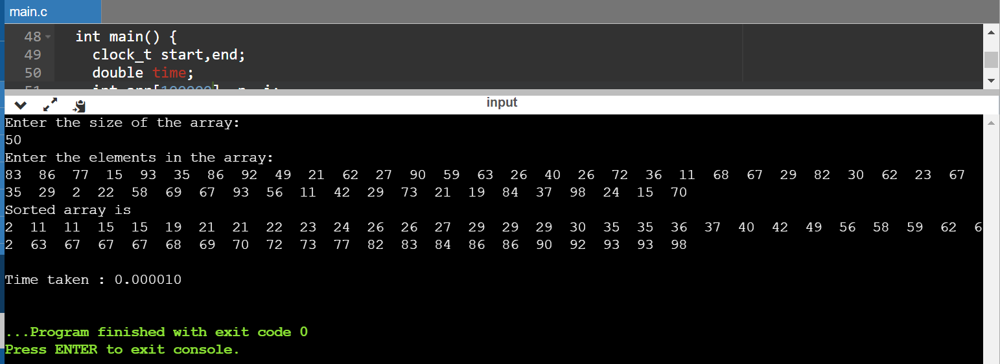 main.c
48 int main() {
49 clock_t start,end;
50 double time;
input
Enter the size of the array:
50
Enter the elements in the array:
83 86 77 15 93 35 86 92 49 21 62 27 90 59 63 26 40 26 72 36 11 68 67 29 82 30 62 23 67
35 29 2 22 58 69 67 93 56 11 42 29 73 21 19 84 37 98 24 15 70
Sorted array is
2 11 11 15 15 19 21 21 22 23 24 26 26 27 29 29 29 30 35 35 36 37 40 42 49 56 58 59 62 6
2 63 67 67 67 68 69 70 72 73 77 82 83 84 86 86 90 92 93 93 98
Time taken : 0.000010
...Program finished with exit code 0
Press ENTER to exit console.